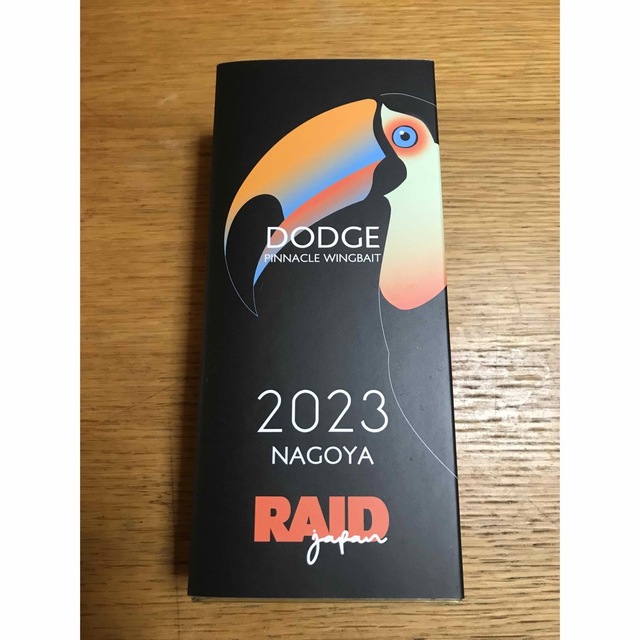 DODGE
PINNACLE WINGBAIT
2023
NAGOYA
RAID
japan